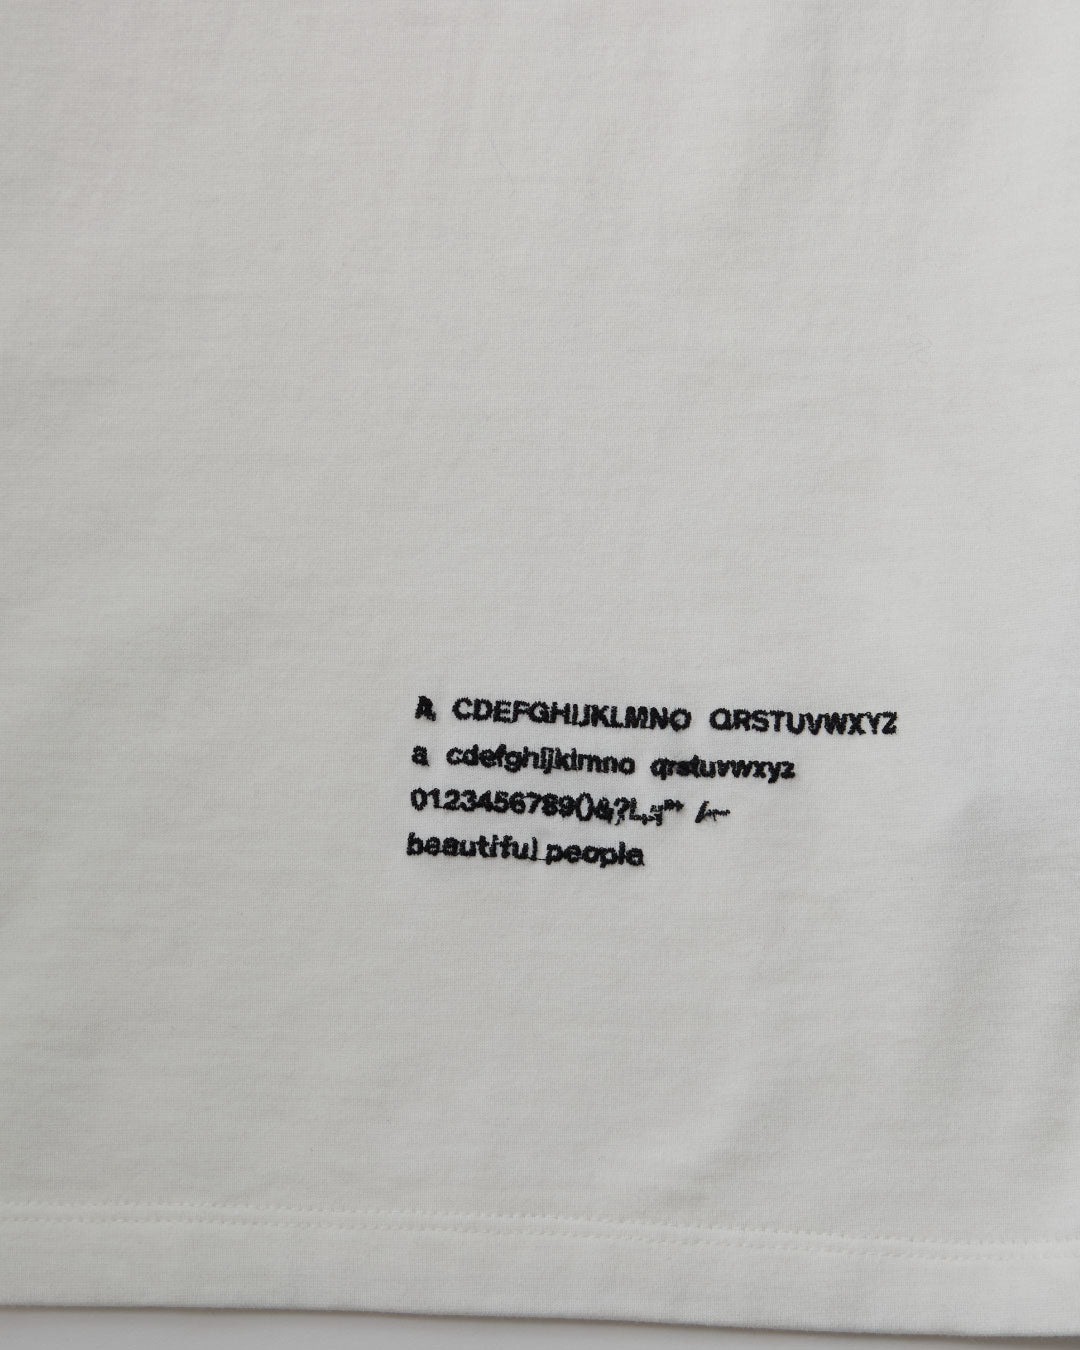 A CDEFGHIJKLMNO QRSTUVWXYZ
a cdefghijklmno qrstuvwxyz
0123456789()&?
beautiful people